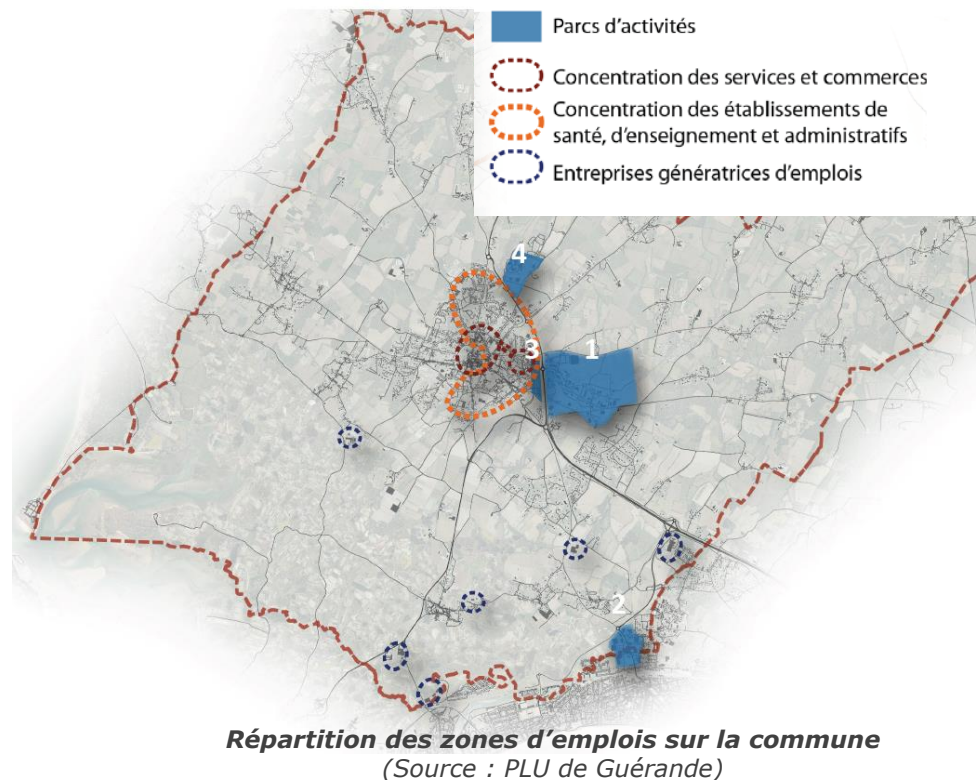 Parcs d'activités
Concentration des services et commerces
Concentration des établissements de
santé, d'enseignement et administratifs
Entreprises génératrices d'emplois
4
3
1
2
Répartition des zones d'emplois sur la commune
(Source : PLU de Guérande)